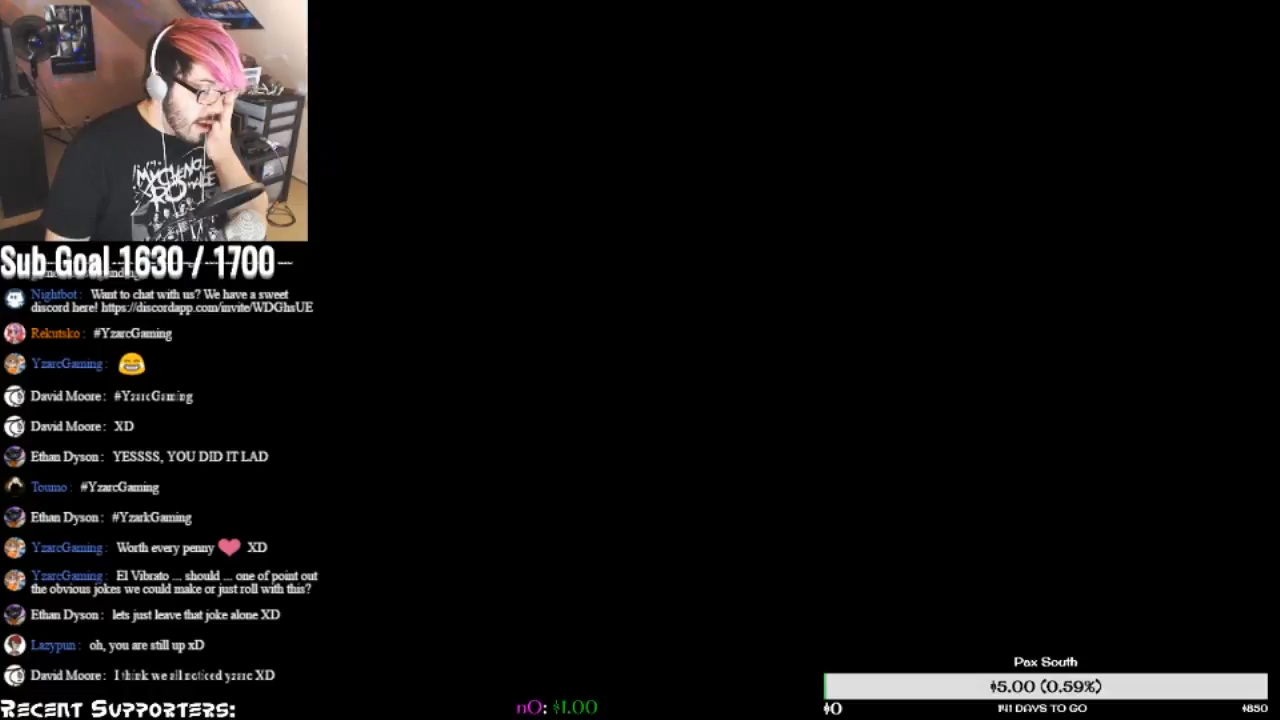 MY CHEMICAL
RO
Sub Goal 1630 / 1700
Nightbot: Want to chat with us? We have a sweet
discord here! https://discordapp.com/invite/WDGhsUE
Rekutsko: #YzarcGaming
YzarcGaming: 😂
David Moore: #YzarcGaming
David Moore: XD
Ethan Dyson: YESSSS, YOU DID IT LAD
Toumo: #YzarcGaming
Ethan Dyson: #YzarkGaming
YzarcGaming: Worth every penny ❤ XD
YzarcGaming: El Vibrato ... should ... one of point out
the obvious jokes we could make or just roll with this?
Ethan Dyson: lets just leave that joke alone XD
Lazypun: oh, you are still up xD
David Moore: I think we all noticed yzarc XD
Recent Supporters:
nO: $1.00
Pax South
$5.00 (0.59%)
$0 141 DAYS TO GO $850